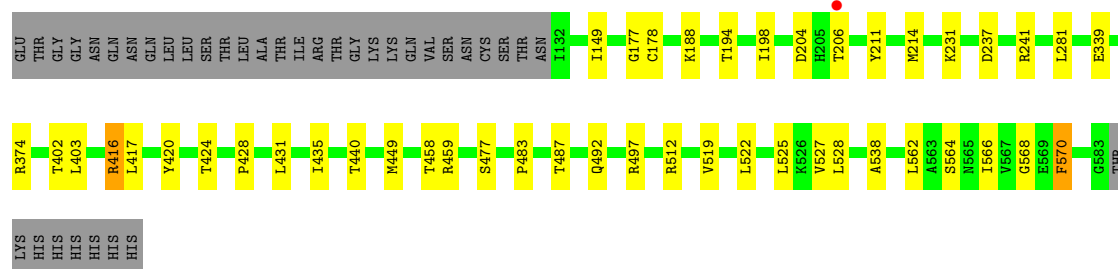 GLU THR GLY GLY ASN GLN ASN GLN LEU LEU SER THR LEU ALA THR ILE ARG THR GLY LYS LYS GLN VAL SER ASN CYS SER THR ASN I132 I149 G177 C178 K188 T194 I198 D204 H205 T206 Y211 M214 K231 D237 R241 L281 E339
R374 T402 L403 R416 L417 Y420 T424 P428 L431 I435 T440 M449 T458 R459 S477 P483 T487 Q492 R497 R512 V519 L522 L525 K526 V527 L528 A538 L562 A563 S564 N565 I566 V567 G568 E569 F570 G583 THR
LYS HIS HIS HIS HIS HIS HIS